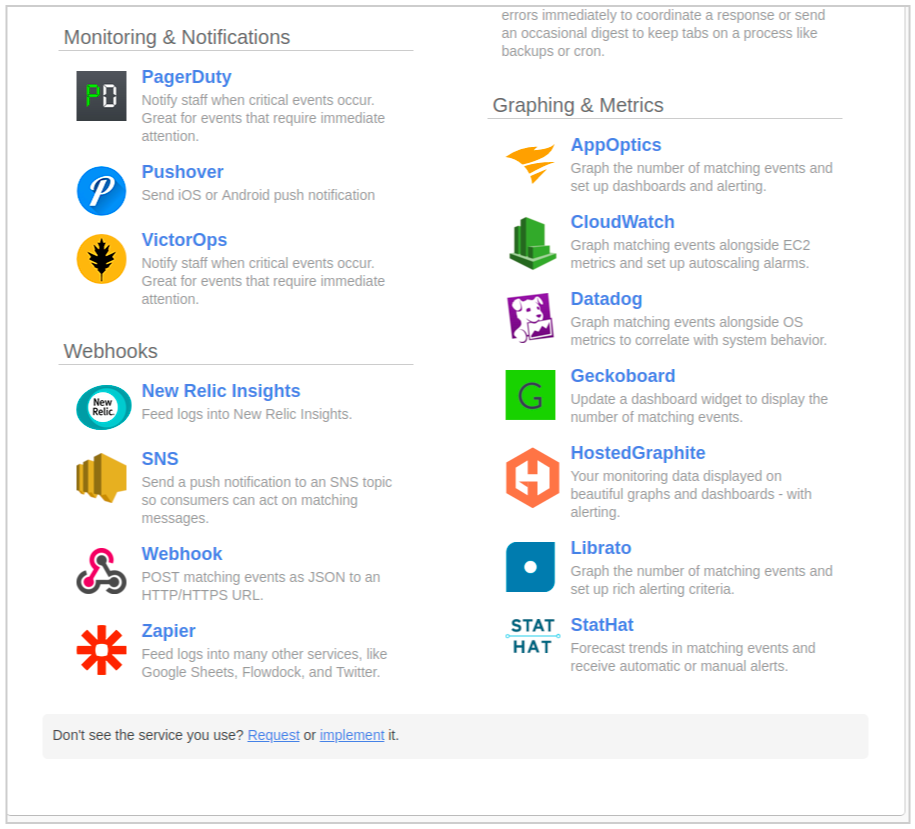 Monitoring & Notifications
PagerDuty
Notify staff when critical events occur.
Great for events that require immediate
attention.
Pushover
Send iOS or Android push notification
VictorOps
Notify staff when critical events occur.
Great for events that require immediate
attention.
Webhooks
New
Relic.
New Relic Insights
Feed logs into New Relic Insights.
SNS
Send a push notification to an SNS topic
so consumers can act on matching
messages.
Webhook
POST matching events as JSON to an
HTTP/HTTPS URL.
Zapier
Feed logs into many other services, like
Google Sheets, Flowdock, and Twitter.
errors immediately to coordinate a response or send
an occasional digest to keep tabs on a process like
backups or cron.
Graphing & Metrics
AppOptics
Graph the number of matching events and
set up dashboards and alerting.
CloudWatch
Graph matching events alongside EC2
metrics and set up autoscaling alarms.
Datadog
Graph matching events alongside OS
metrics to correlate with system behavior.
G
Geckoboard
Update a dashboard widget to display the
number of matching events.
HostedGraphite
Your monitoring data displayed on
beautiful graphs and dashboards - with
alerting.
Librato
Graph the number of matching events and
set up rich alerting criteria.
STAT
HAT
StatHat
Forecast trends in matching events and
receive automatic or manual alerts.
Don't see the service you use? Request or implement it.